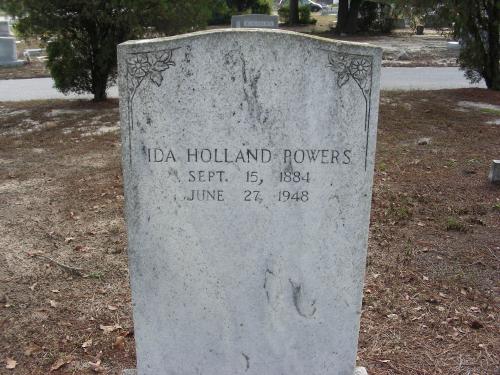 IDA HOLLAND POWERS
SEPT. 15, 1884
JUNE 27, 1948